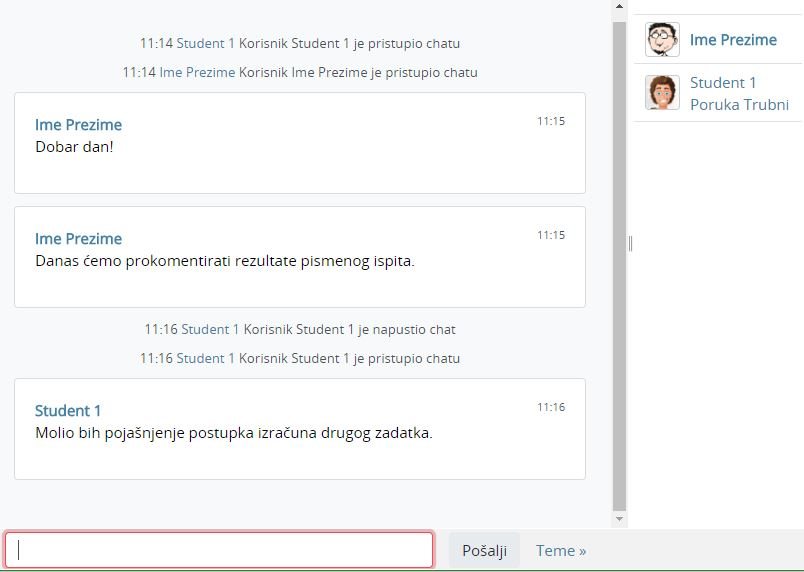 11:14 Student 1 Korisnik Student 1 je pristupio chatu
11:14 Ime Prezime Korisnik Ime Prezime je pristupio chatu
Ime Prezime 11:15
Dobar dan!
Ime Prezime 11:15
Danas ćemo prokomentirati rezultate pismenog ispita.
11:16 Student 1 Korisnik Student 1 je napustio chat
11:16 Student 1 Korisnik Student 1 je pristupio chatu
Student 1 11:16
Molio bih pojašnjenje postupka izračuna drugog zadatka.
Pošalji Teme »
Ime Prezime
Student 1
Poruka Trubni